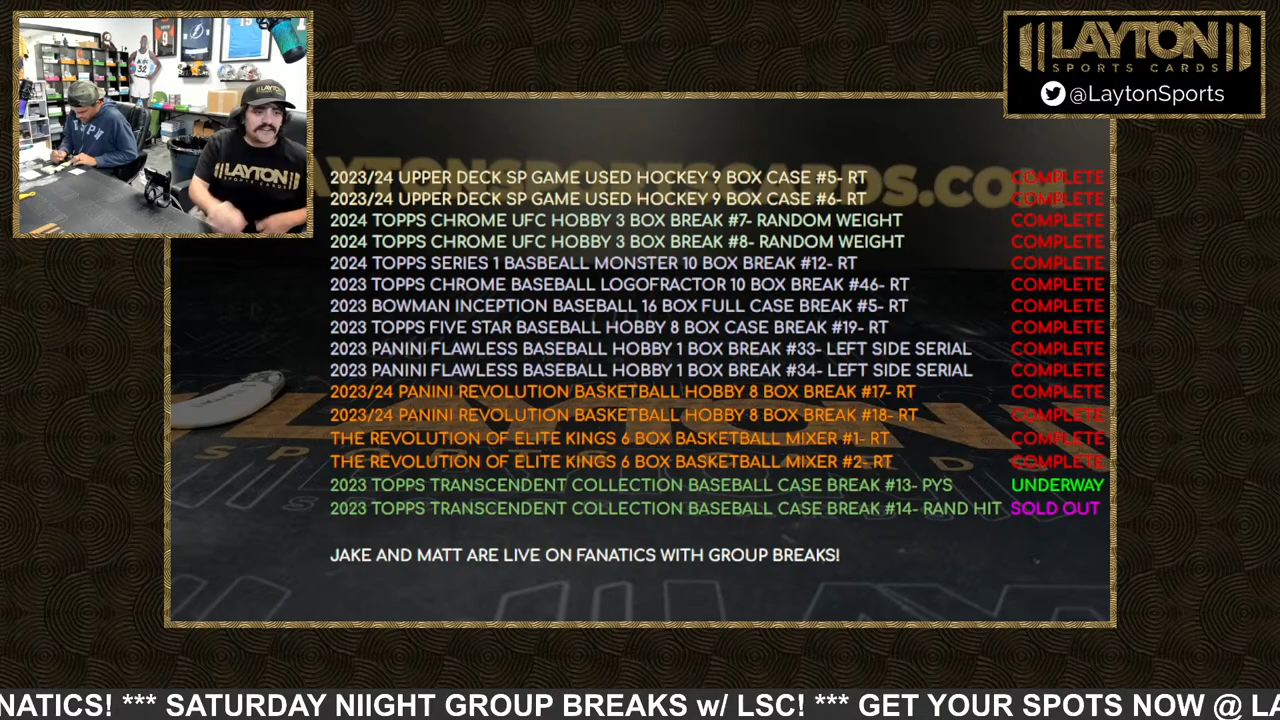 LAYTON
SPORTS CARDS
@LaytonSports
LAYTON
SPORTS CARDS
AYTONSPORTSCARDS.COM
2023/24 UPPER DECK SP GAME USED HOCKEY 9 BOX CASE #5- RT COMPLETE
2023/24 UPPER DECK SP GAME USED HOCKEY 9 BOX CASE #6- RT COMPLETE
2024 TOPPS CHROME UFC HOBBY 3 BOX BREAK #7- RANDOM WEIGHT COMPLETE
2024 TOPPS CHROME UFC HOBBY 3 BOX BREAK #8- RANDOM WEIGHT COMPLETE
2024 TOPPS SERIES 1 BASBEALL MONSTER 10 BOX BREAK #12- RT COMPLETE
2023 TOPPS CHROME BASEBALL LOGOFRACTOR 10 BOX BREAK #46- RT COMPLETE
2023 BOWMAN INCEPTION BASEBALL 16 BOX FULL CASE BREAK #5- RT COMPLETE
2023 TOPPS FIVE STAR BASEBALL HOBBY 8 BOX CASE BREAK #19- RT COMPLETE
2023 PANINI FLAWLESS BASEBALL HOBBY 1 BOX BREAK #33- LEFT SIDE SERIAL COMPLETE
2023 PANINI FLAWLESS BASEBALL HOBBY 1 BOX BREAK #34- LEFT SIDE SERIAL COMPLETE
2023/24 PANINI REVOLUTION BASKETBALL HOBBY 8 BOX BREAK #17- RT COMPLETE
2023/24 PANINI REVOLUTION BASKETBALL HOBBY 8 BOX BREAK #18- RT COMPLETE
THE REVOLUTION OF ELITE KINGS 6 BOX BASKETBALL MIXER #1- RT COMPLETE
THE REVOLUTION OF ELITE KINGS 6 BOX BASKETBALL MIXER #2- RT COMPLETE
2023 TOPPS TRANSCENDENT COLLECTION BASEBALL CASE BREAK #13- PYS UNDERWAY
2023 TOPPS TRANSCENDENT COLLECTION BASEBALL CASE BREAK #14- RAND HIT SOLD OUT
JAKE AND MATT ARE LIVE ON FANATICS WITH GROUP BREAKS!
NATICS! *** SATURDAY NIIGHT GROUP BREAKS w/ LSC! *** GET YOUR SPOTS NOW @ LA